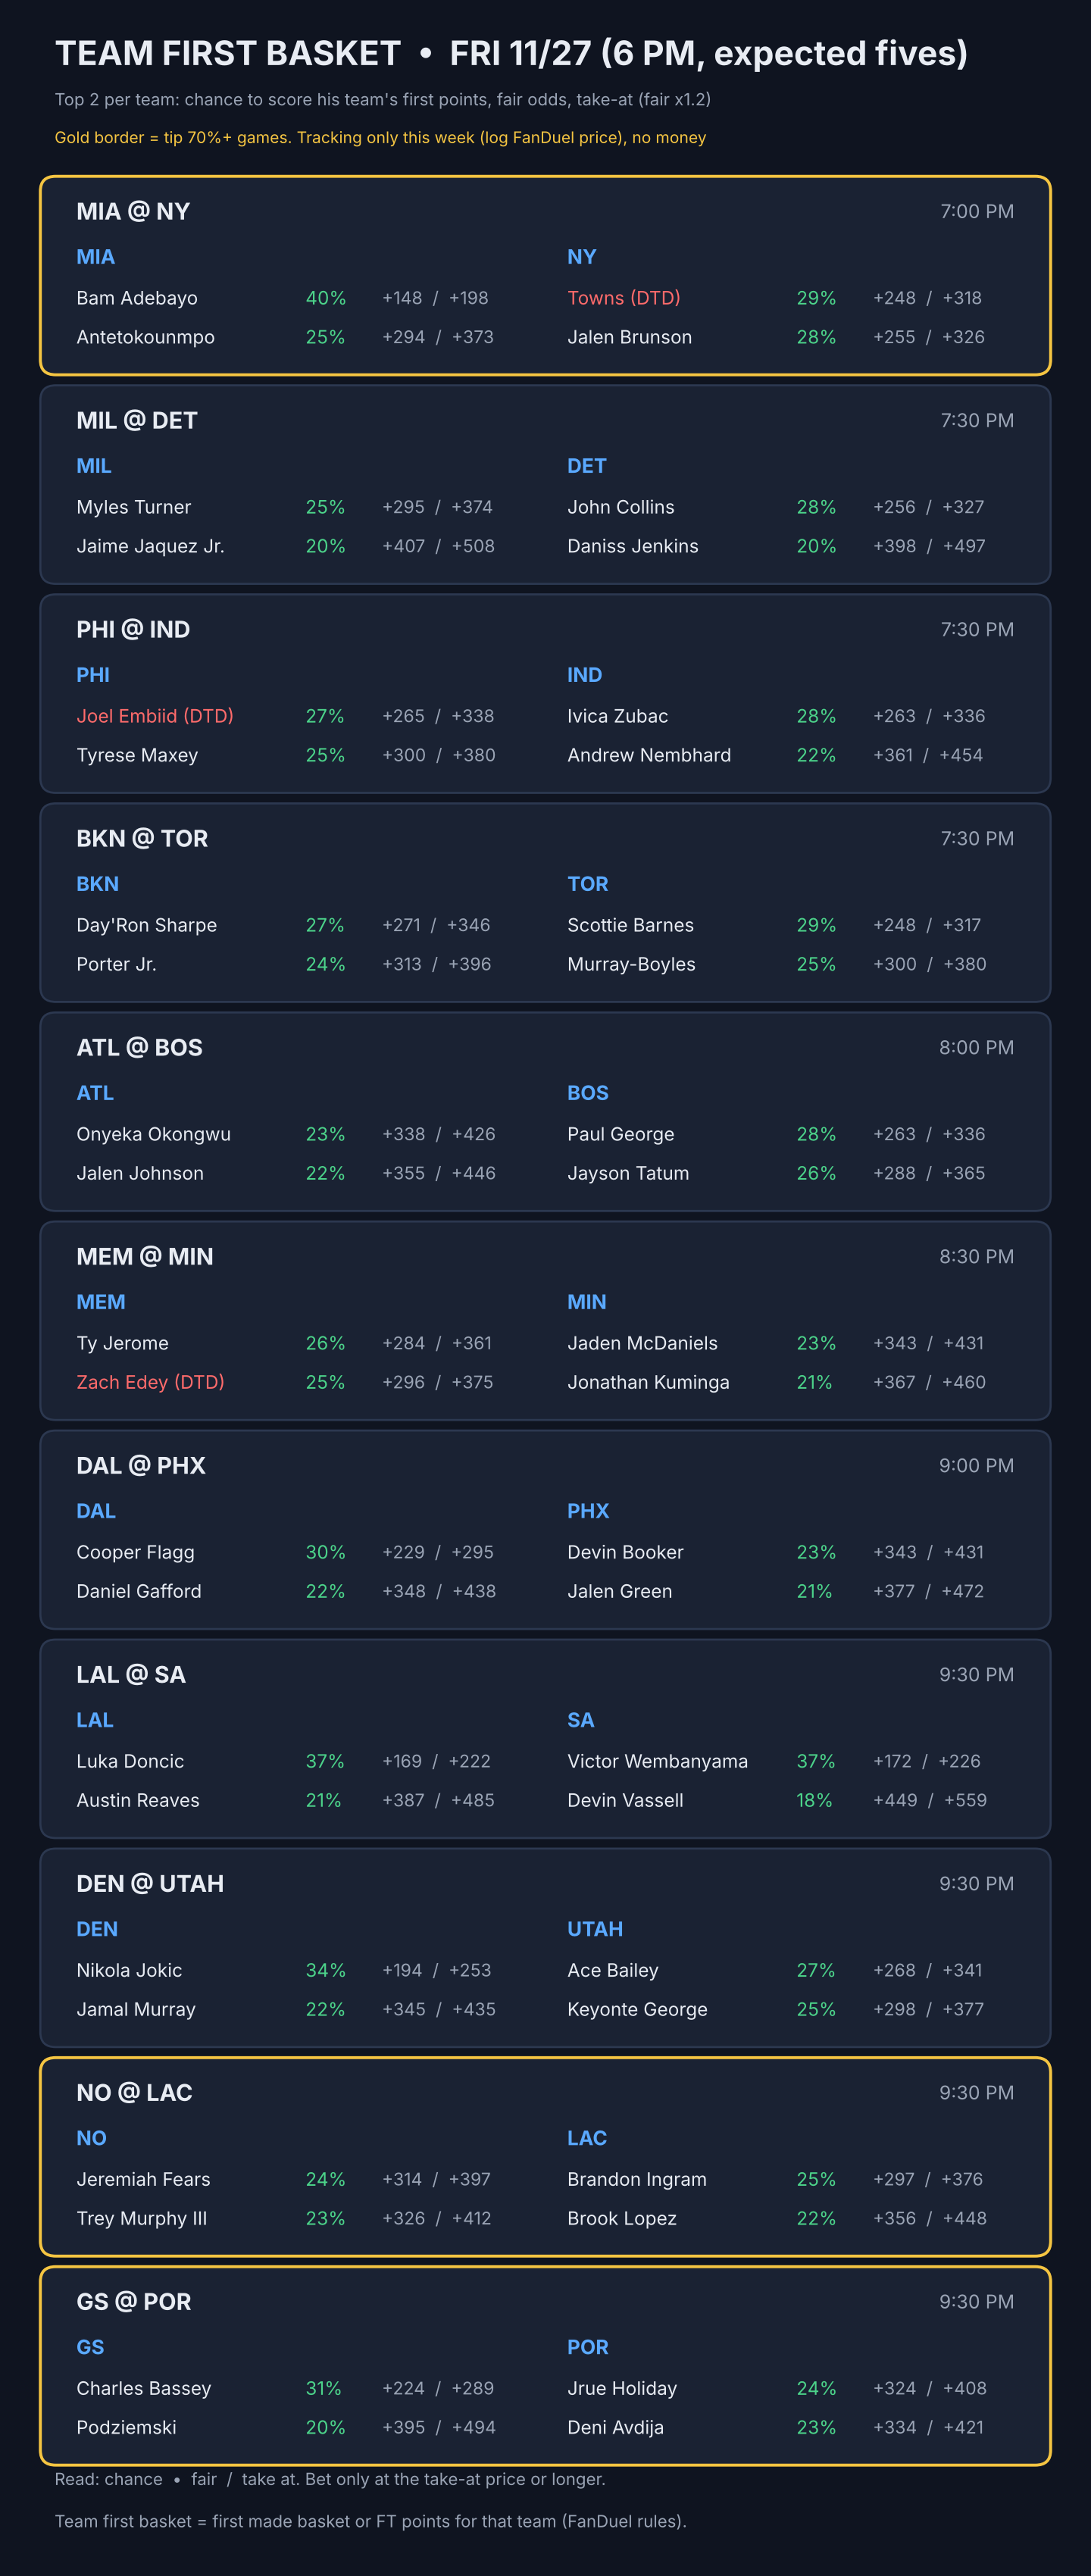 TEAM FIRST BASKET • FRI 11/27 (6 PM, expected fives)
Top 2 per team: chance to score his team's first points, fair odds, take-at (fair x1.2)
Gold border = tip 70%+ games. Tracking only this week (log FanDuel price), no money
MIA @ NY 7:00 PM
MIA NY
Bam Adebayo 40% +148 / +198 Towns (DTD) 29% +248 / +318
Antetokounmpo 25% +294 / +373 Jalen Brunson 28% +255 / +326
MIL @ DET 7:30 PM
MIL DET
Myles Turner 25% +295 / +374 John Collins 28% +256 / +327
Jaime Jaquez Jr. 20% +407 / +508 Daniss Jenkins 20% +398 / +497
PHI @ IND 7:30 PM
PHI IND
Joel Embiid (DTD) 27% +265 / +338 Ivica Zubac 28% +263 / +336
Tyrese Maxey 25% +300 / +380 Andrew Nembhard 22% +361 / +454
BKN @ TOR 7:30 PM
BKN TOR
Day'Ron Sharpe 27% +271 / +346 Scottie Barnes 29% +248 / +317
Porter Jr. 24% +313 / +396 Murray-Boyles 25% +300 / +380
ATL @ BOS 8:00 PM
ATL BOS
Onyeka Okongwu 23% +338 / +426 Paul George 28% +263 / +336
Jalen Johnson 22% +355 / +446 Jayson Tatum 26% +288 / +365
MEM @ MIN 8:30 PM
MEM MIN
Ty Jerome 26% +284 / +361 Jaden McDaniels 23% +343 / +431
Zach Edey (DTD) 25% +296 / +375 Jonathan Kuminga 21% +367 / +460
DAL @ PHX 9:00 PM
DAL PHX
Cooper Flagg 30% +229 / +295 Devin Booker 23% +343 / +431
Daniel Gafford 22% +348 / +438 Jalen Green 21% +377 / +472
LAL @ SA 9:30 PM
LAL SA
Luka Doncic 37% +169 / +222 Victor Wembanyama 37% +172 / +226
Austin Reaves 21% +387 / +485 Devin Vassell 18% +449 / +559
DEN @ UTAH 9:30 PM
DEN UTAH
Nikola Jokic 34% +194 / +253 Ace Bailey 27% +268 / +341
Jamal Murray 22% +345 / +435 Keyonte George 25% +298 / +377
NO @ LAC 9:30 PM
NO LAC
Jeremiah Fears 24% +314 / +397 Brandon Ingram 25% +297 / +376
Trey Murphy III 23% +326 / +412 Brook Lopez 22% +356 / +448
GS @ POR 9:30 PM
GS POR
Charles Bassey 31% +224 / +289 Jrue Holiday 24% +324 / +408
Podziemski 20% +395 / +494 Deni Avdija 23% +334 / +421
Read: chance • fair / take at. Bet only at the take-at price or longer.
Team first basket = first made basket or FT points for that team (FanDuel rules).